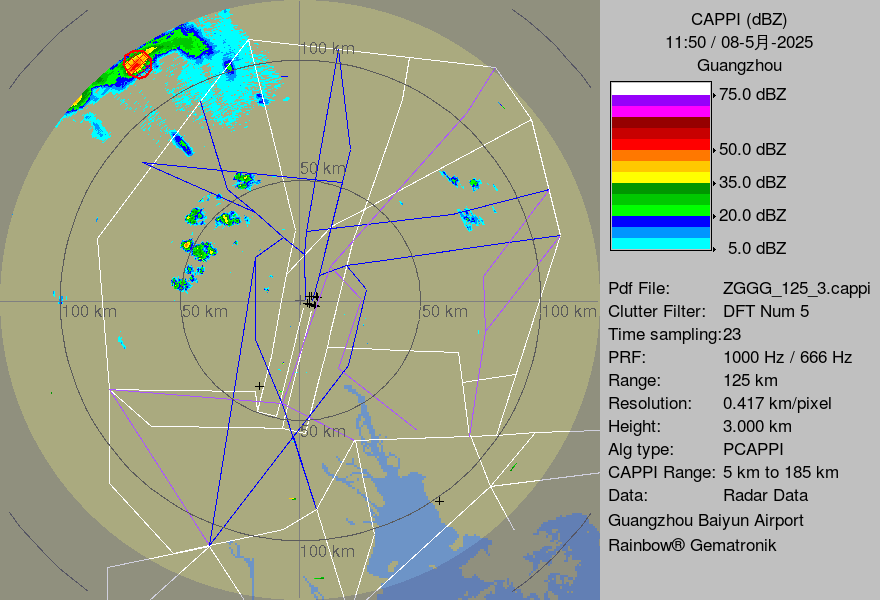 100 km
50 km
100 km
50 km
50 km
100 km
50 km
100 km
CAPPI (dBZ)
11:50 / 08-5月-2025
Guangzhou
75.0 dBZ
50.0 dBZ
35.0 dBZ
20.0 dBZ
5.0 dBZ
Pdf File: ZGGG_125_3.cappi
Clutter Filter: DFT Num 5
Time sampling:23
PRF: 1000 Hz / 666 Hz
Range: 125 km
Resolution: 0.417 km/pixel
Height: 3.000 km
Alg type: PCAPPI
CAPPI Range: 5 km to 185 km
Data: Radar Data
Guangzhou Baiyun Airport
Rainbow® Gematronik